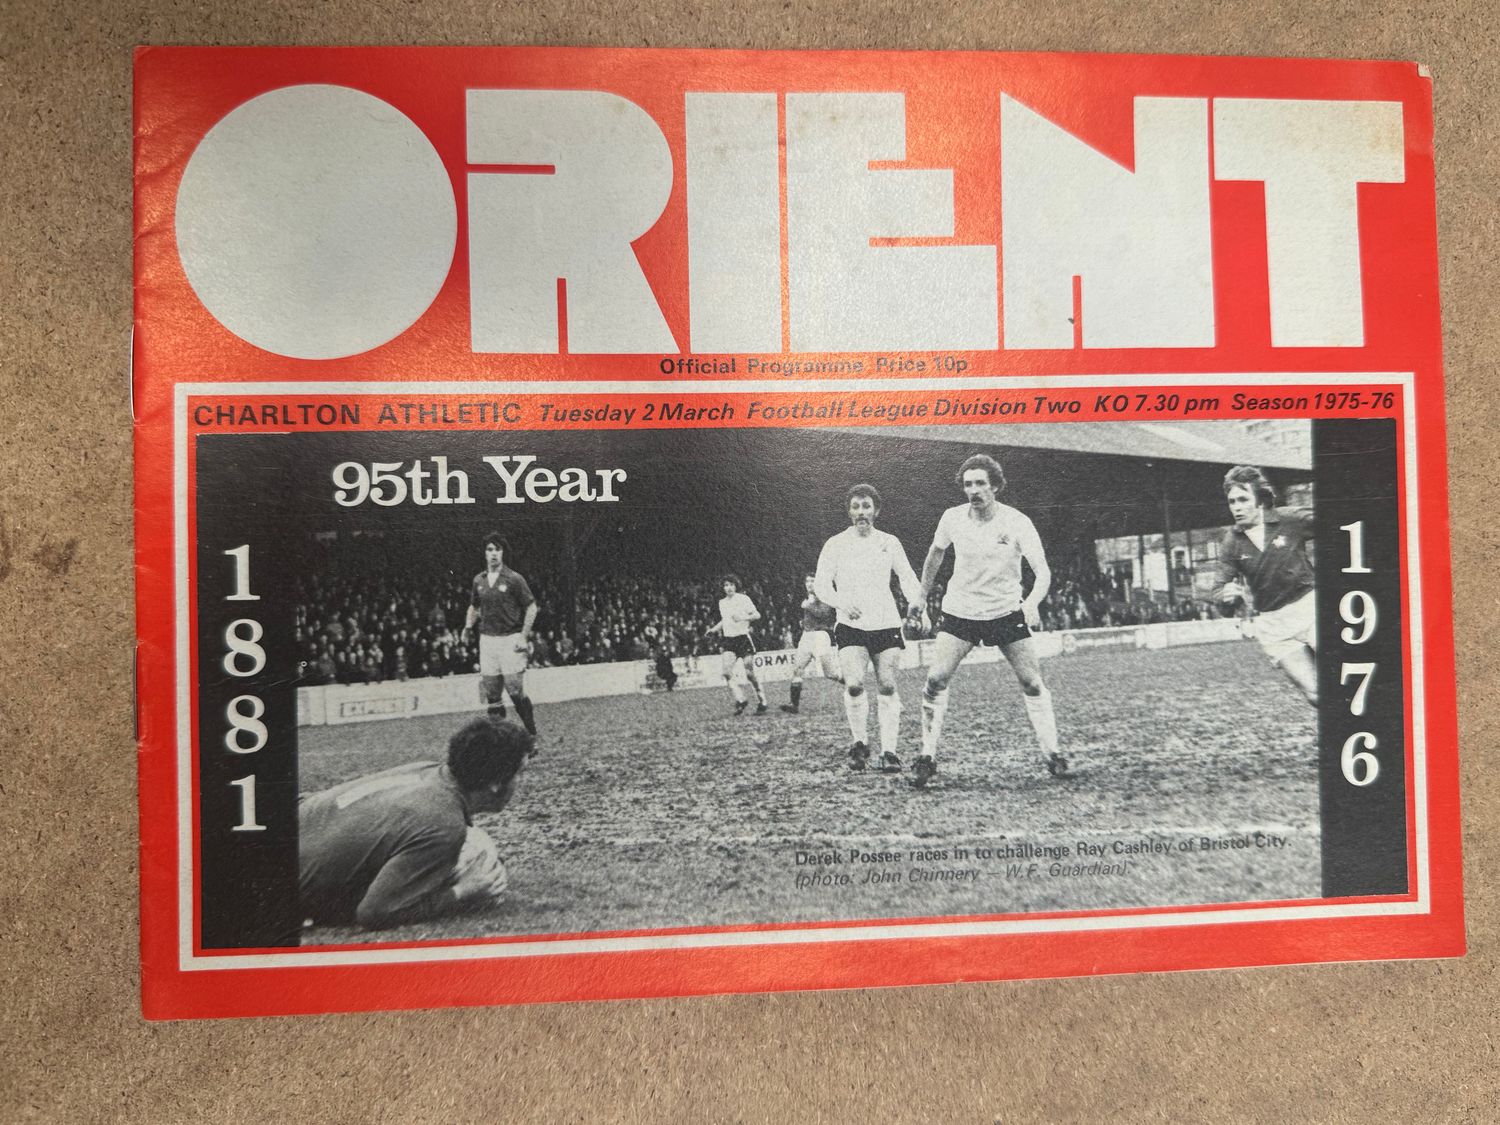 ORIENT
Official Programme Price 10p
CHARLTON ATHLETIC Tuesday 2 March Football League Division Two KO 7.30 pm Season 1975-76
95th Year
1881
1976
EXPRES
ORME
Derek Possee races in to challenge Ray Cashley of Bristol City.
(photo: John Chinnery — W.F. Guardian).